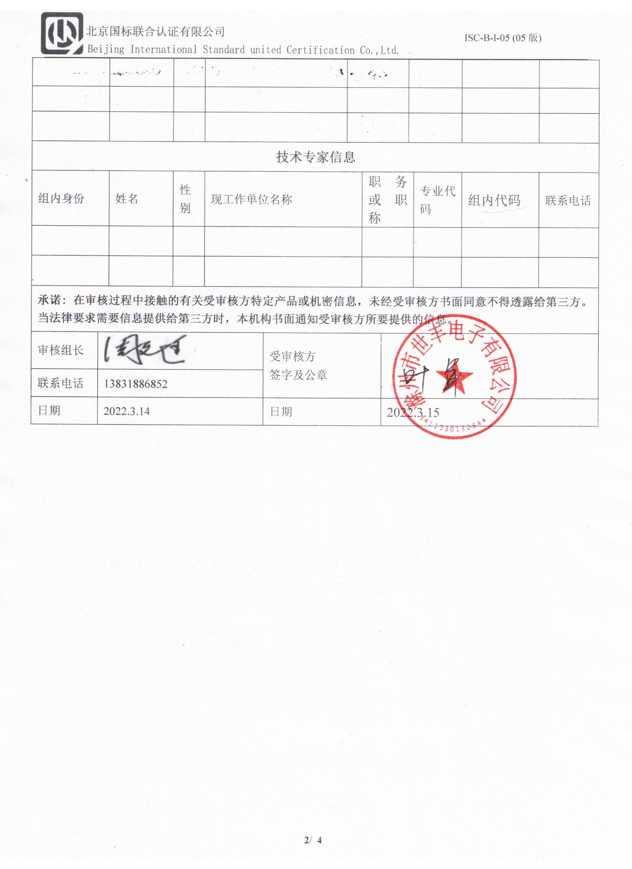 北京国标联合认证有限公司
ISC-B-I-05 (05 版)
Beijing International Standard united Certification Co.,Ltd.
技术专家信息
组内身份 姓名 性别 现工作单位名称 职务或职称 专业代码 组内代码 联系电话
承诺：在审核过程中接触的有关受审核方特定产品或机密信息，未经受审核方书面同意不得透露给第三方。
当法律要求需要信息提供给第三方时，本机构书面通知受审核方所要提供的信息。
审核组长
受审核方
签字及公章
滁州市世丰电子有限公司
联系电话 13831886852
日期 2022.3.14 日期 2022.3.15
2/ 4